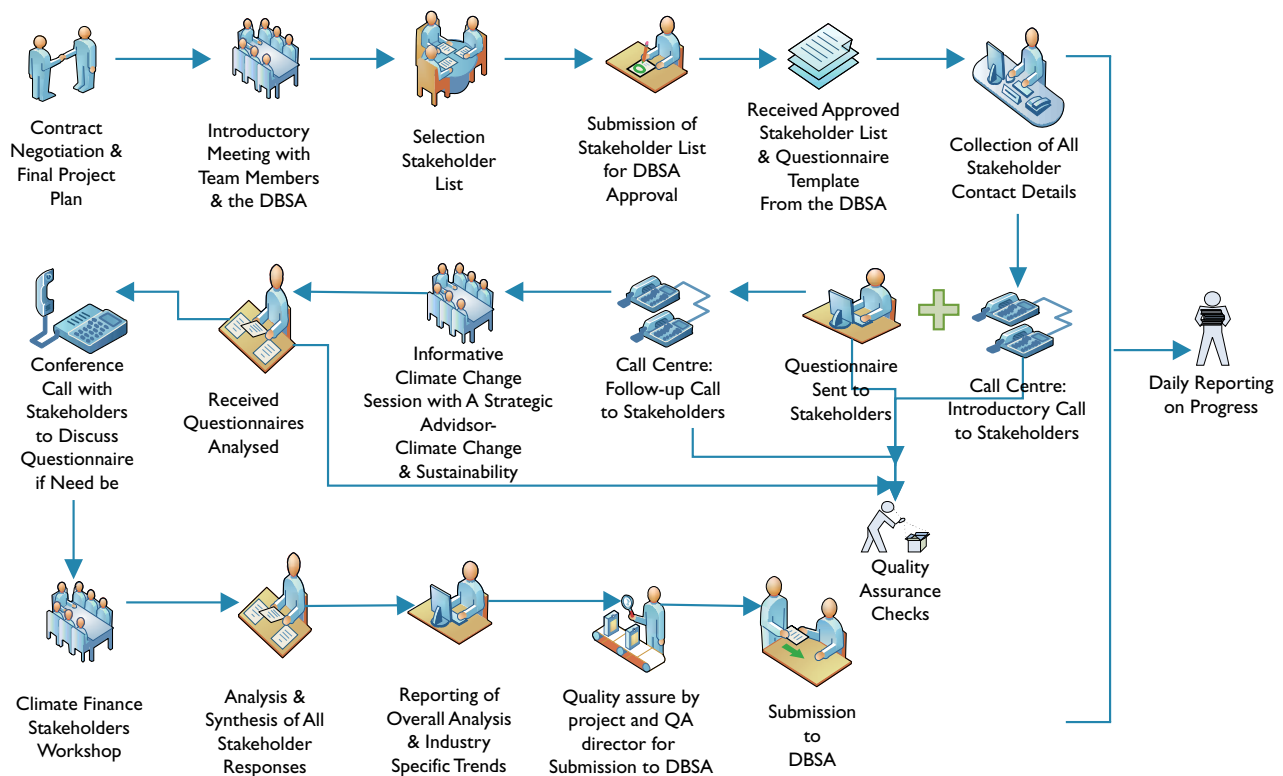 Contract
Negotiation &
Final Project
Plan
Introductory
Meeting with
Team Members
& the DBSA
Selection
Stakeholder
List
Submission of
Stakeholder List
for DBSA
Approval
Received Approved
Stakeholder List
& Questionnaire
Template
From the DBSA
Collection of All
Stakeholder
Contact Details
Conference
Call with
Stakeholders
to Discuss
Questionnaire
if Need be
Received
Questionnaires
Analysed
Informative
Climate Change
Session with A Strategic
Advidsor-
Climate Change
& Sustainability
Call Centre:
Follow-up Call
to Stakeholders
Questionnaire
Sent to
Stakeholders
Call Centre:
Introductory Call
to Stakeholders
Daily Reporting
on Progress
Quality
Assurance
Checks
Climate Finance
Stakeholders
Workshop
Analysis &
Synthesis of All
Stakeholder
Responses
Reporting of
Overall Analysis
& Industry
Specific Trends
Quality assure by
project and QA
director for
Submission to DBSA
Submission
to
DBSA